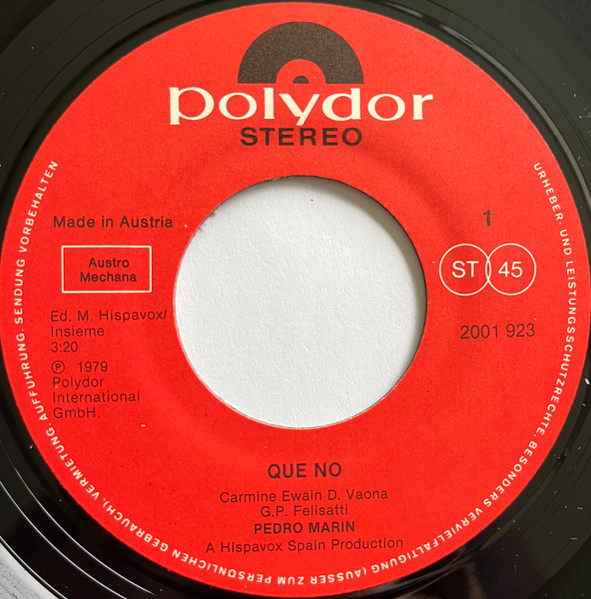 polydor
STEREO
Made in Austria
1
Austro
Mechana
ST 45
Ed. M. Hispavox/
Insieme
3:20
℗ 1979
Polydor
International
GmbH.
2001 923
QUE NO
Carmine Ewain D. Vaona
G.P. Felisatti
PEDRO MARIN
A Hispavox Spain Production
URHEBER- UND LEISTUNGSSCHUTZRECHTE, BESONDERS VERVIELFÄLTIGUNG (AUSSER ZUM PERSÖNLICHEN GEBRAUCH), VERMIETUNG, AUFFÜHRUNG, SENDUNG VORBEHALTEN